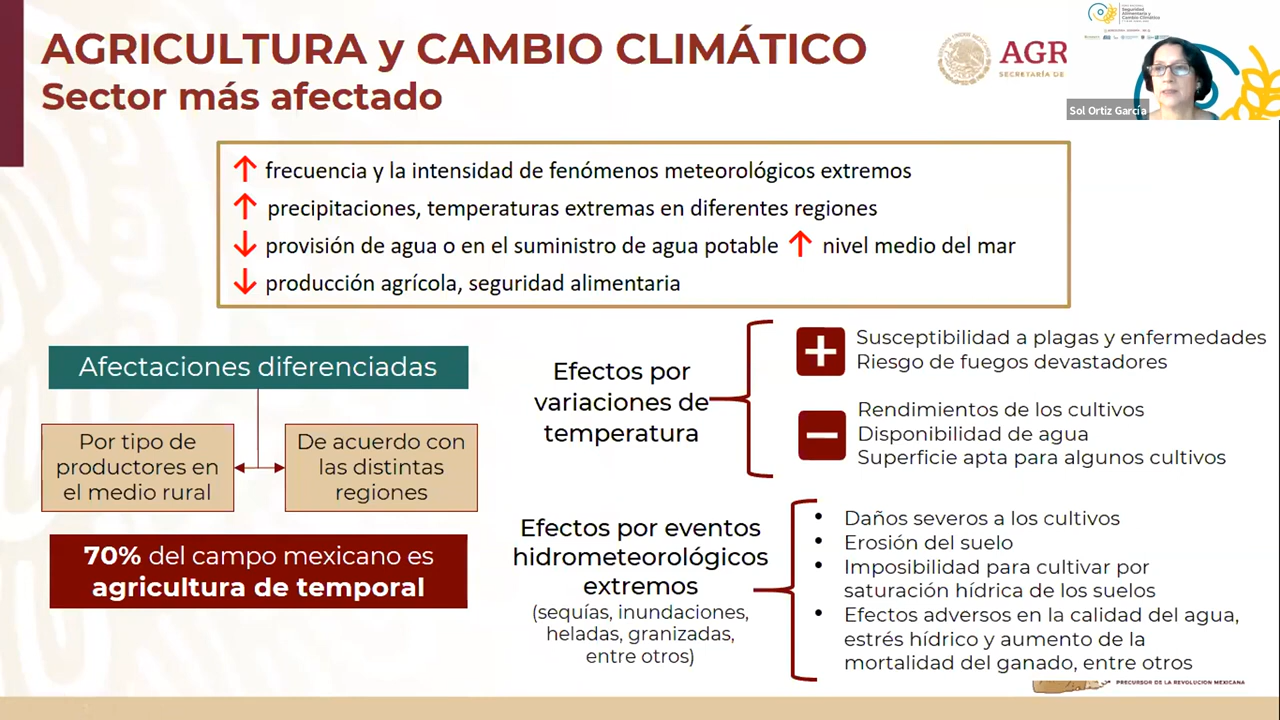 AGRICULTURA y CAMBIO CLIMÁTICO
Sector más afectado
AGR
SECRETARÍA DE
Seguridad
Alimentaria y
Cambio Climático
Sol Ortiz García
↑ frecuencia y la intensidad de fenómenos meteorológicos extremos
↑ precipitaciones, temperaturas extremas en diferentes regiones
↓ provisión de agua o en el suministro de agua potable ↑ nivel medio del mar
↓ producción agrícola, seguridad alimentaria
Afectaciones diferenciadas
Por tipo de
productores en
el medio rural
De acuerdo con
las distintas
regiones
70% del campo mexicano es
agricultura de temporal
Efectos por
variaciones de
temperatura
+
Susceptibilidad a plagas y enfermedades
Riesgo de fuegos devastadores
−
Rendimientos de los cultivos
Disponibilidad de agua
Superficie apta para algunos cultivos
Efectos por eventos
hidrometeorológicos
extremos
(sequías, inundaciones,
heladas, granizadas,
entre otros)
• Daños severos a los cultivos
• Erosión del suelo
• Imposibilidad para cultivar por
saturación hídrica de los suelos
• Efectos adversos en la calidad del agua,
estrés hídrico y aumento de la
mortalidad del ganado, entre otros
PRECURSOR DE LA REVOLUCIÓN MEXICANA